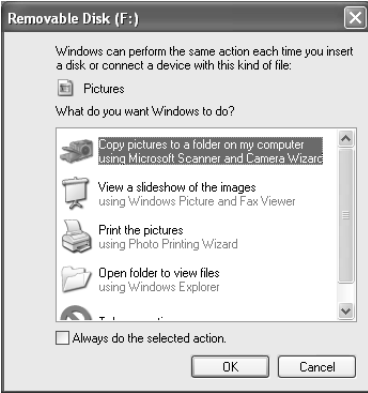 Removable Disk (F:)
Windows can perform the same action each time you insert
a disk or connect a device with this kind of file:
Pictures
What do you want Windows to do?
Copy pictures to a folder on my computer
using Microsoft Scanner and Camera Wizard
View a slideshow of the images
using Windows Picture and Fax Viewer
Print the pictures
using Photo Printing Wizard
Open folder to view files
using Windows Explorer
Always do the selected action.
OK Cancel